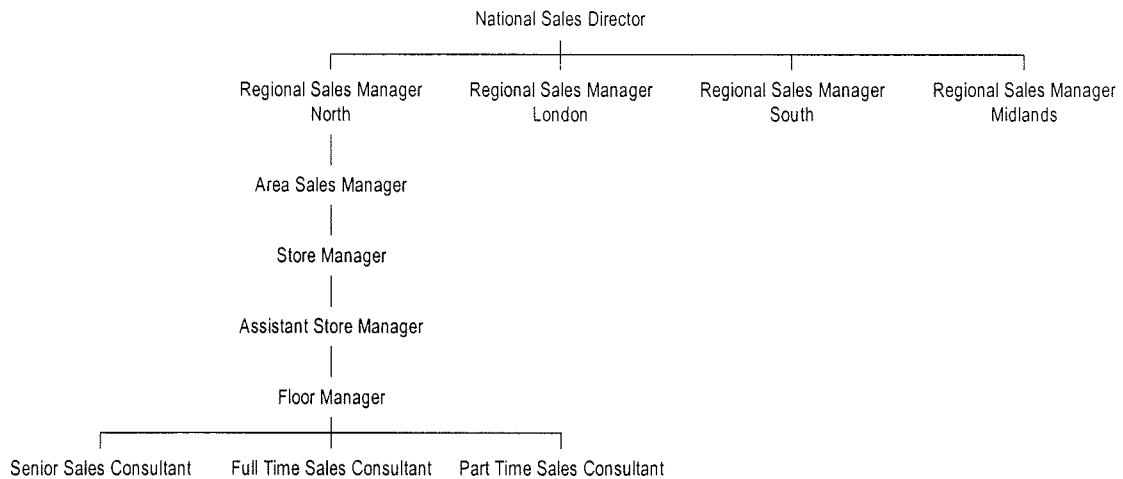 National Sales Director
Regional Sales Manager
North
Regional Sales Manager
London
Regional Sales Manager
South
Regional Sales Manager
Midlands
Area Sales Manager
Store Manager
Assistant Store Manager
Floor Manager
Senior Sales Consultant
Full Time Sales Consultant
Part Time Sales Consultant